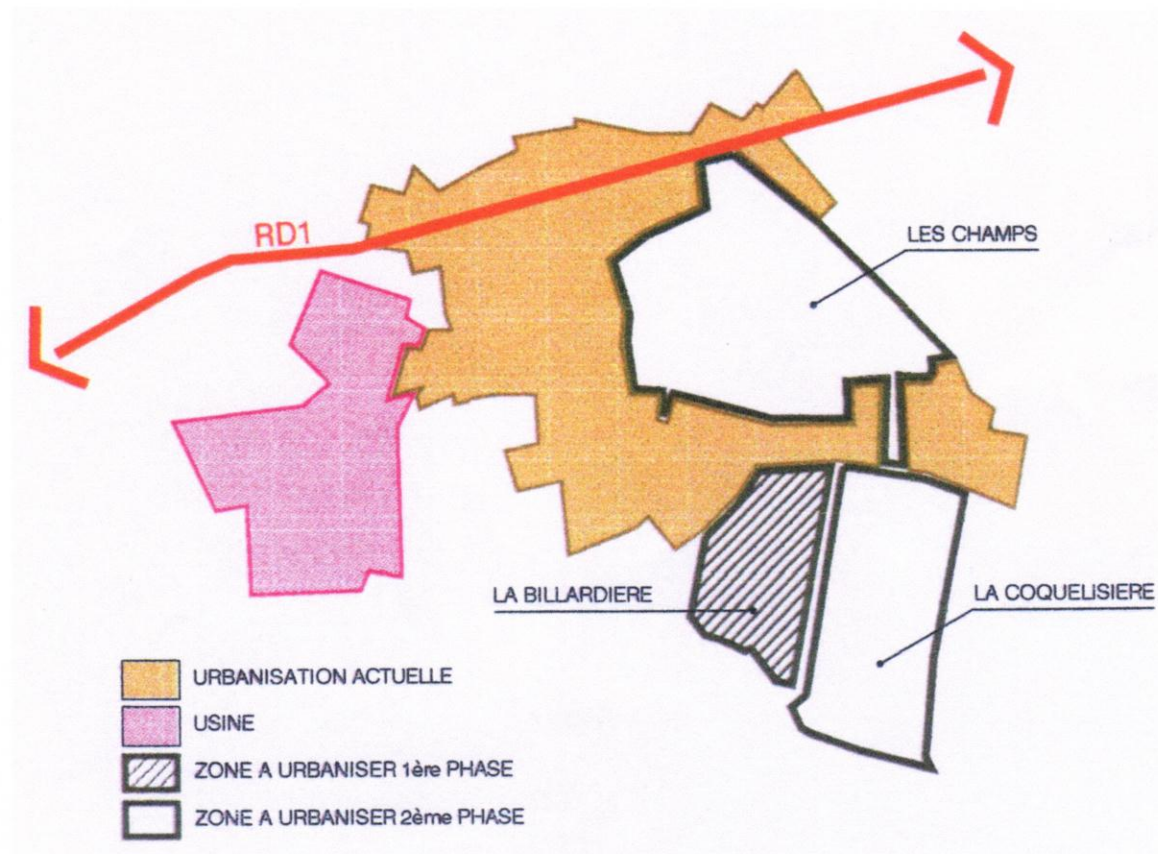 RD1
LES CHAMPS
LA BILLARDIERE
LA COQUELISIERE
URBANISATION ACTUELLE
USINE
ZONE A URBANISER 1ère PHASE
ZONE A URBANISER 2ème PHASE